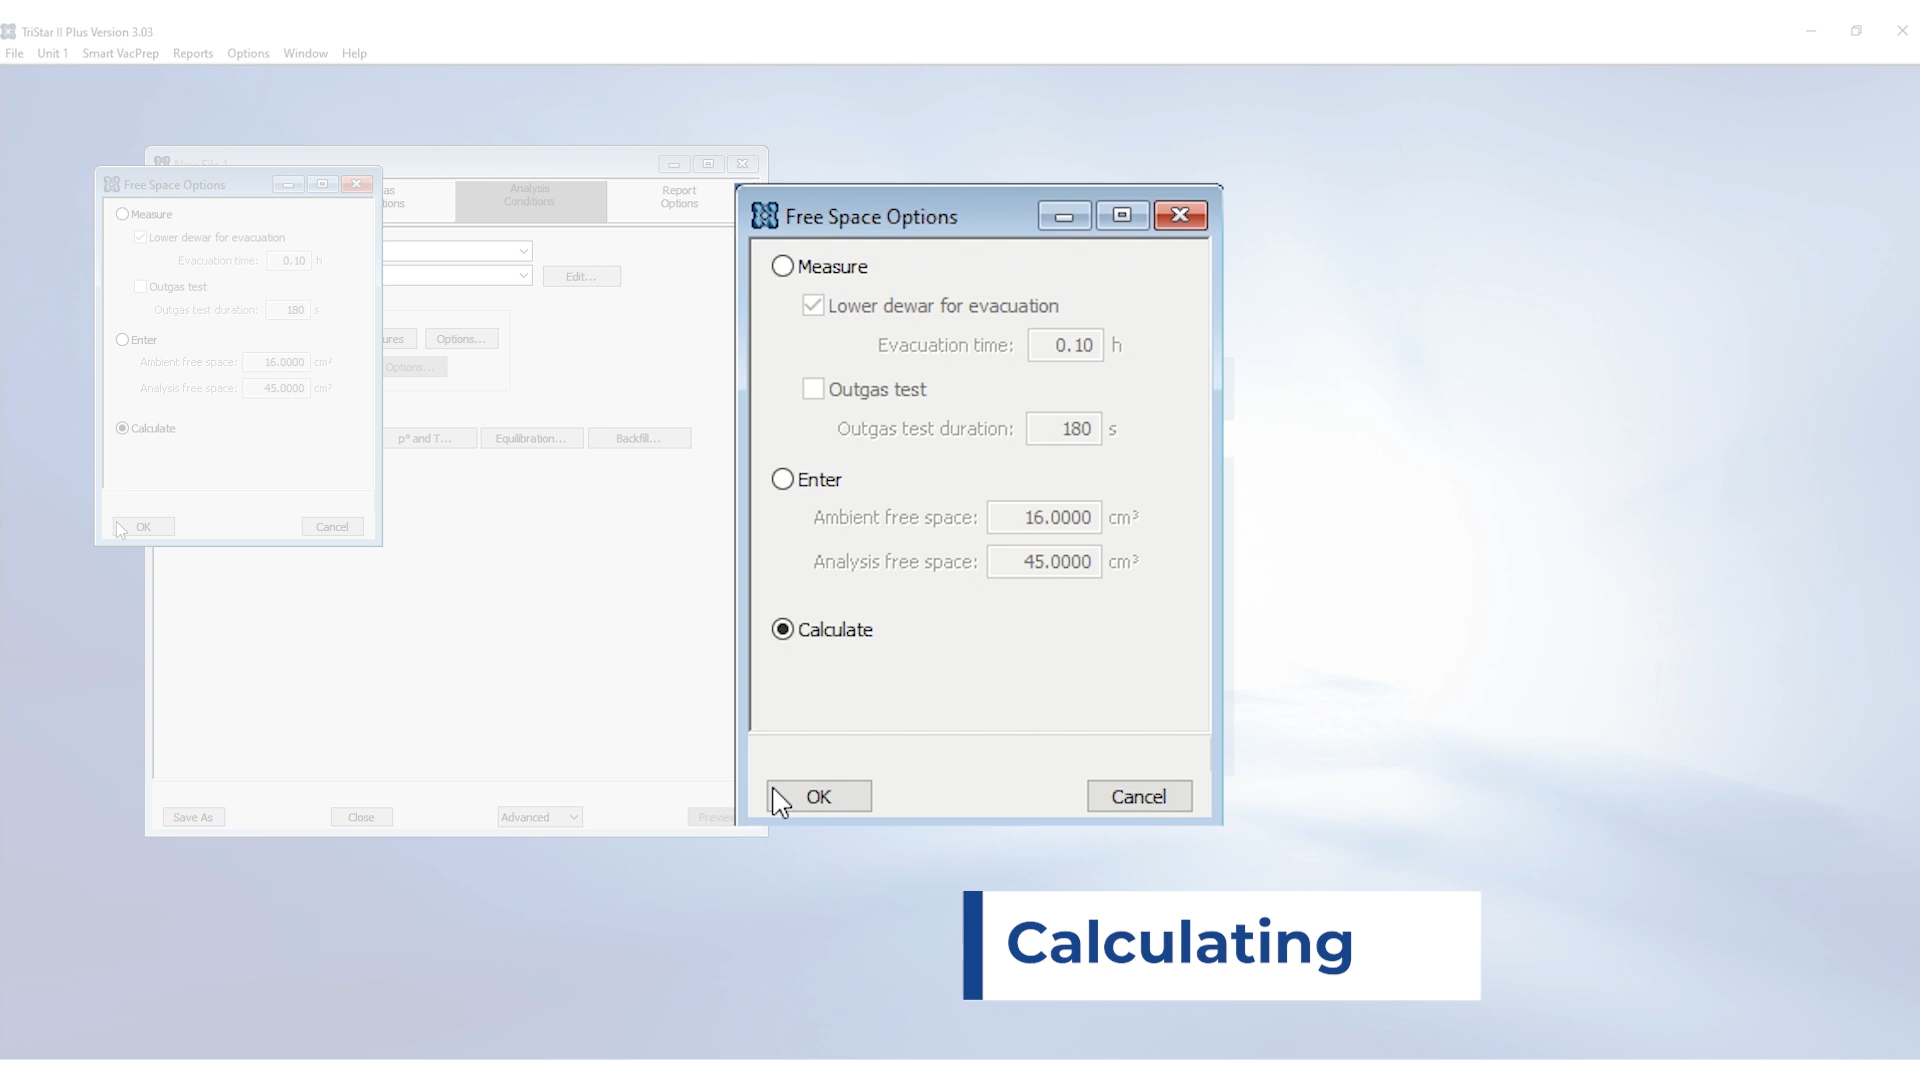 TriStar II Plus Version 3.03
File Unit 1 Smart VacPrep Reports Options Window Help
Free Space Options
Measure
Lower dewar for evacuation
Evacuation time: 0.10 h
Outgas test
Outgas test duration: 180 s
Enter
Ambient free space: 16.0000 cm³
Analysis free space: 45.0000 cm³
Calculate
OK Cancel
Analysis
Conditions
Report
Options
Edit...
Options...
Options...
p° and T... Equilibration... Backfill...
Save As Close Advanced
Free Space Options
Measure
Lower dewar for evacuation
Evacuation time: 0.10 h
Outgas test
Outgas test duration: 180 s
Enter
Ambient free space: 16.0000 cm³
Analysis free space: 45.0000 cm³
Calculate
OK Cancel
Calculating